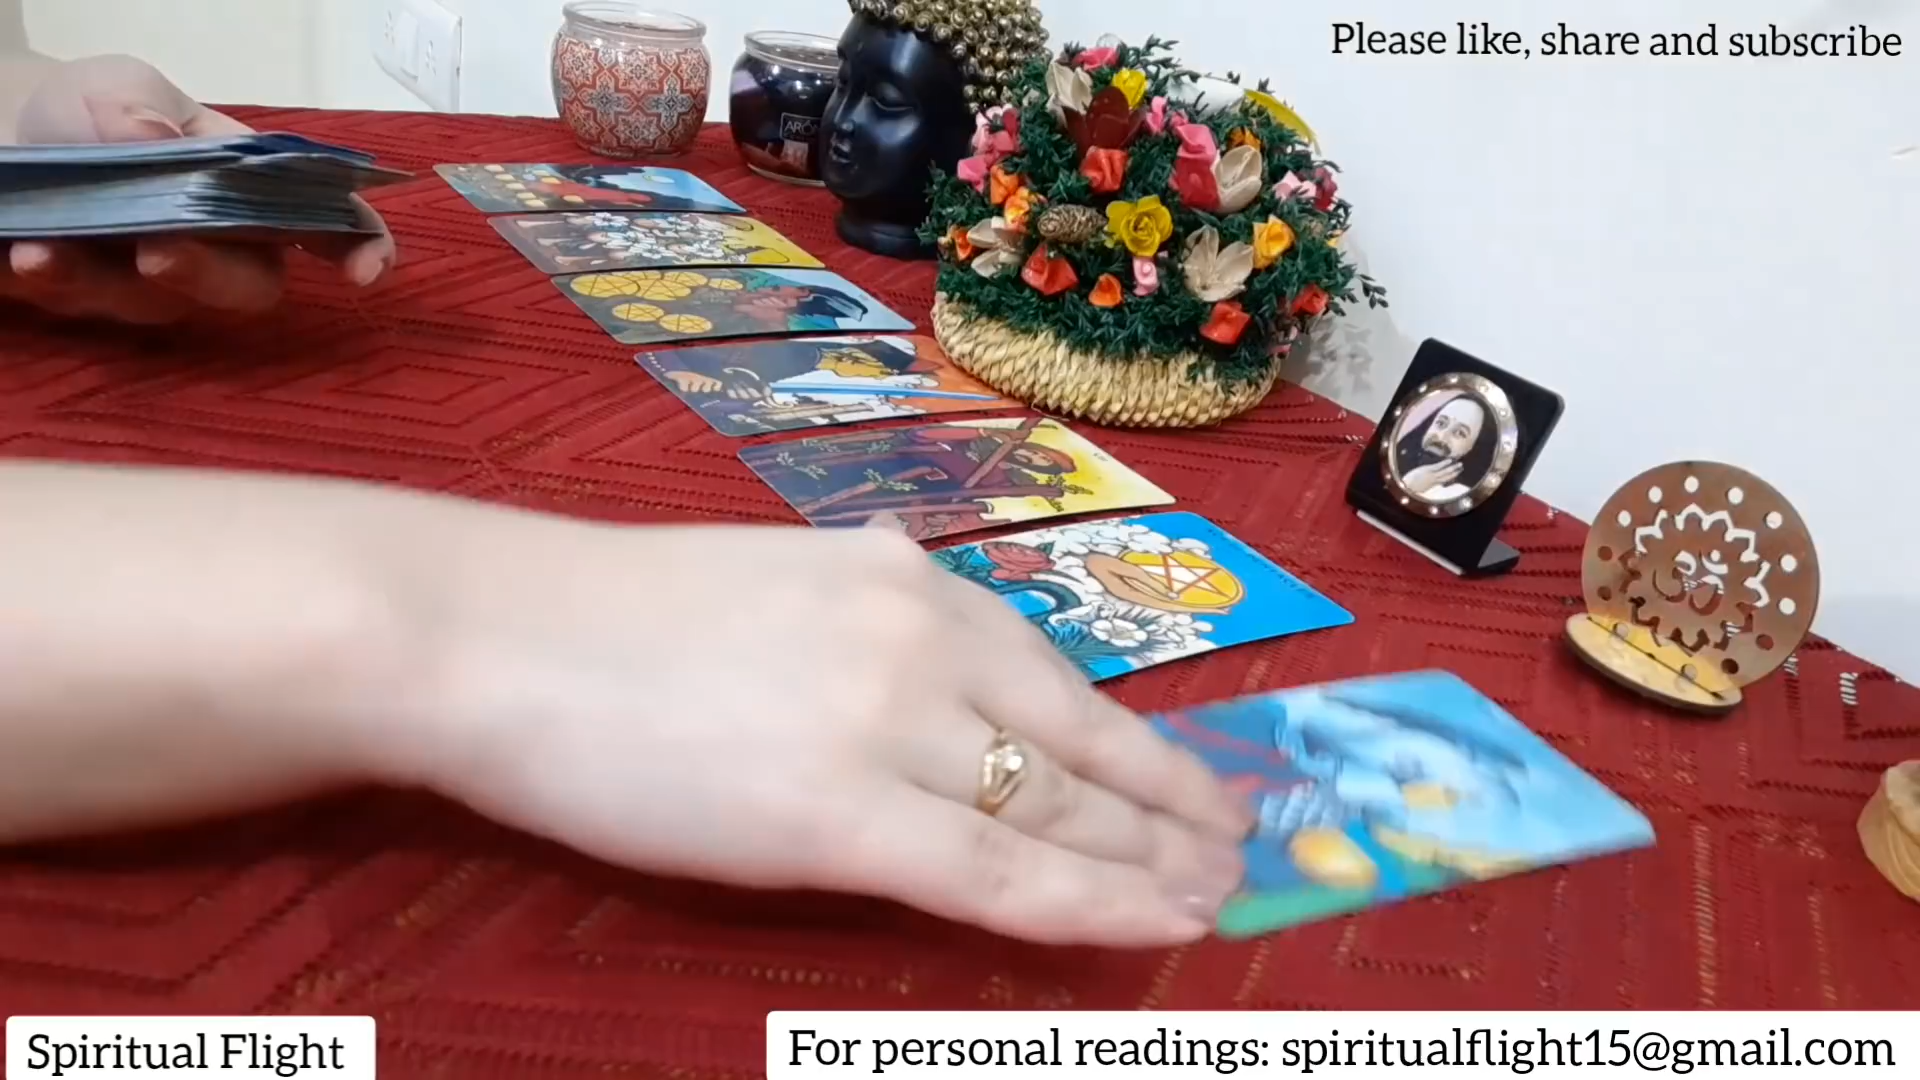 Please like, share and subscribe
Spiritual Flight
For personal readings: spiritualflight15@gmail.com